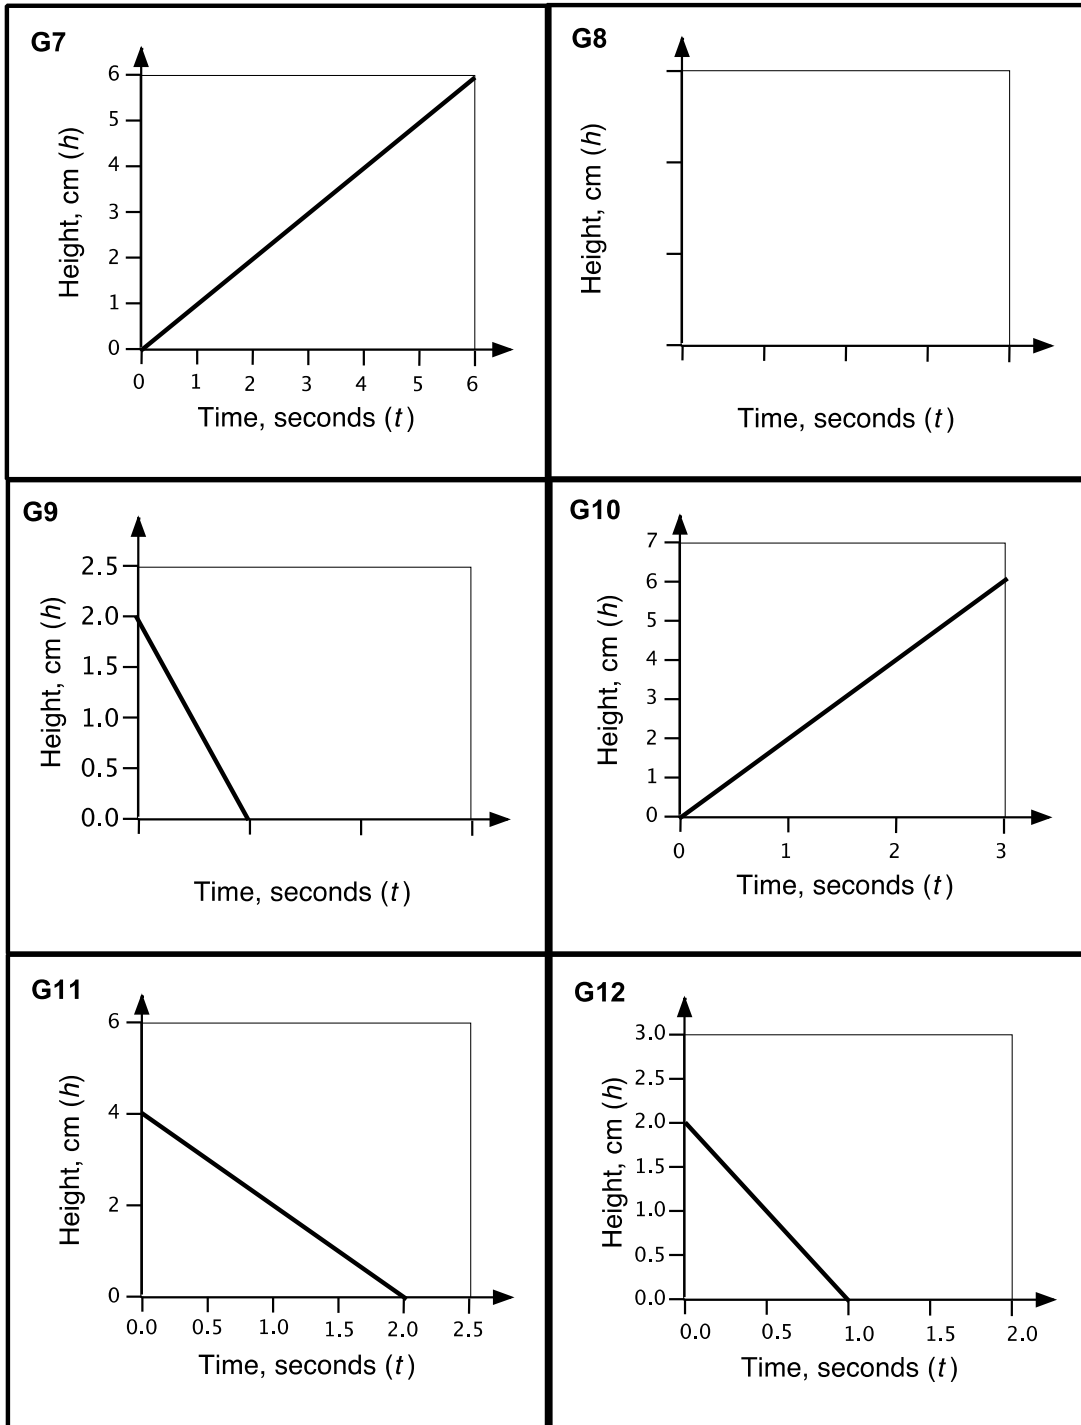 G7
Height, cm (h)
6
5
4
3
2
1
0
0 1 2 3 4 5 6
Time, seconds (t)
G8
Height, cm (h)
Time, seconds (t)
G9
Height, cm (h)
2.5
2.0
1.5
1.0
0.5
0.0
Time, seconds (t)
G10
Height, cm (h)
7
6
5
4
3
2
1
0
0 1 2 3
Time, seconds (t)
G11
Height, cm (h)
6
4
2
0
0.0 0.5 1.0 1.5 2.0 2.5
Time, seconds (t)
G12
Height, cm (h)
3.0
2.5
2.0
1.5
1.0
0.5
0.0
0.0 0.5 1.0 1.5 2.0
Time, seconds (t)